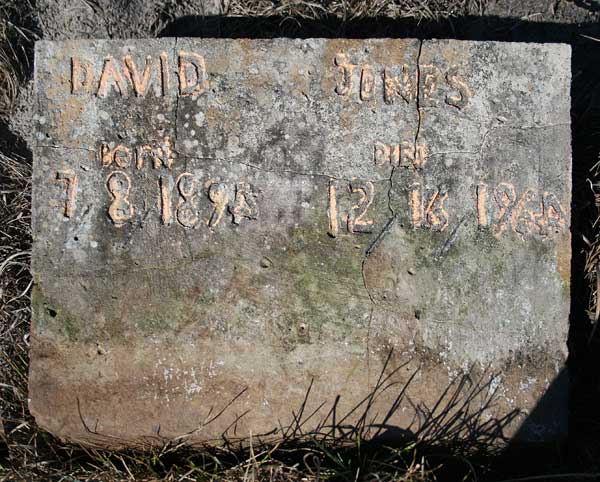 DAVID JONES
BORN DIED
7 8 1894 12 16 1964